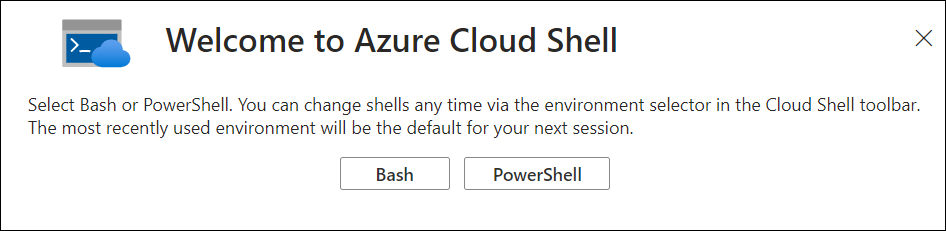 Welcome to Azure Cloud Shell
Select Bash or PowerShell. You can change shells any time via the environment selector in the Cloud Shell toolbar.
The most recently used environment will be the default for your next session.
Bash
PowerShell